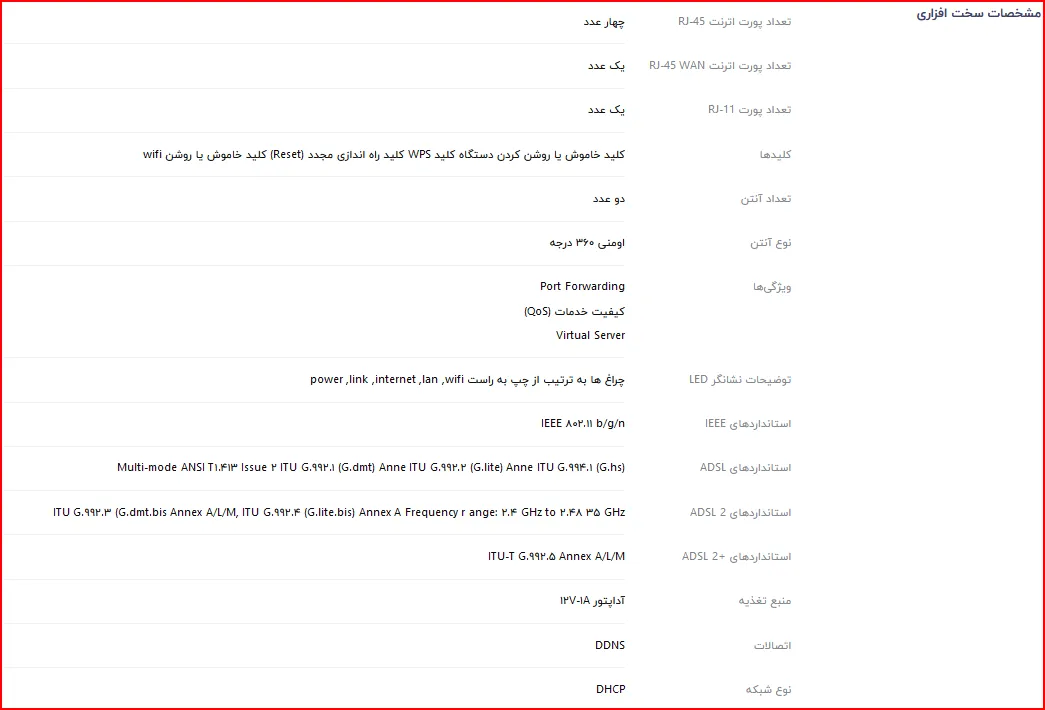 مشخصات سخت افزاری
تعداد پورت اترنت RJ-45 چهار عدد
تعداد پورت اترنت RJ-45 WAN یک عدد
تعداد پورت RJ-11 یک عدد
کلیدها کلید خاموش یا روشن کردن دستگاه کلید WPS کلید راه اندازی مجدد (Reset) کلید خاموش یا روشن wifi
تعداد آنتن دو عدد
نوع آنتن اومنی ۳۶۰ درجه
ویژگی‌ها Port Forwarding
کیفیت خدمات (QoS)
Virtual Server
توضیحات نشانگر LED چراغ ها به ترتیب از چپ به راست power ,link ,internet ,lan ,wifi
استانداردهای IEEE IEEE ۸۰۲.۱۱ b/g/n
استانداردهای ADSL Multi-mode ANSI T۱.۴۱۳ Issue ۲ ITU G.۹۹۲.۱ (G.dmt) Anne ITU G.۹۹۲.۲ (G.lite) Anne ITU G.۹۹۴.۱ (G.hs)
استانداردهای ADSL 2 ITU G.۹۹۲.۳ (G.dmt.bis Annex A/L/M, ITU G.۹۹۲.۴ (G.lite.bis) Annex A Frequency r ange: ۲.۴ GHz to ۲.۴۸ ۳۵ GHz
استانداردهای ADSL 2+ ITU-T G.۹۹۲.۵ Annex A/L/M
منبع تغذیه آداپتور ۱۲V-۱A
اتصالات DDNS
نوع شبکه DHCP